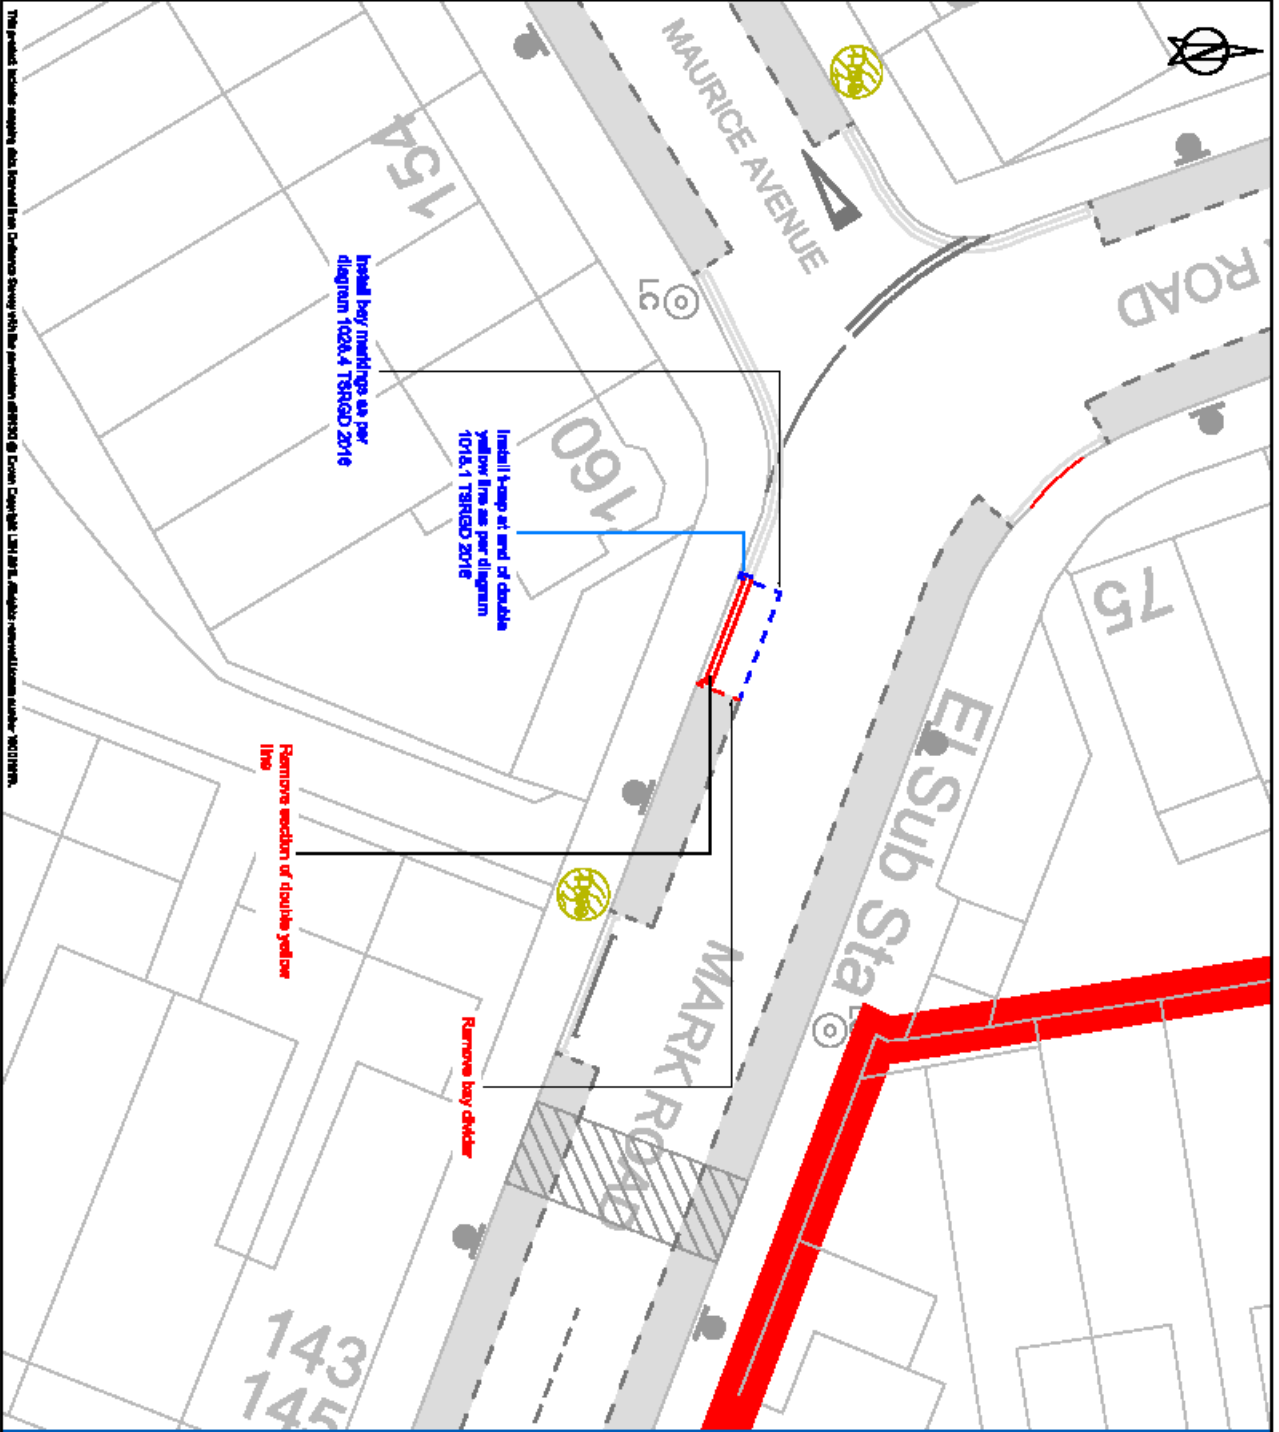 MAURICE AVENUE
ROAD
154
LC
Install bay markings as per
diagram 1028.4 TSRGD 2016
160
Install t-cap at end of double
yellow line as per diagram
1018.1 TSRGD 2016
75
El Sub Sta
Remove section of double yellow
line
MARK ROAD
Remove bay divider
143
145